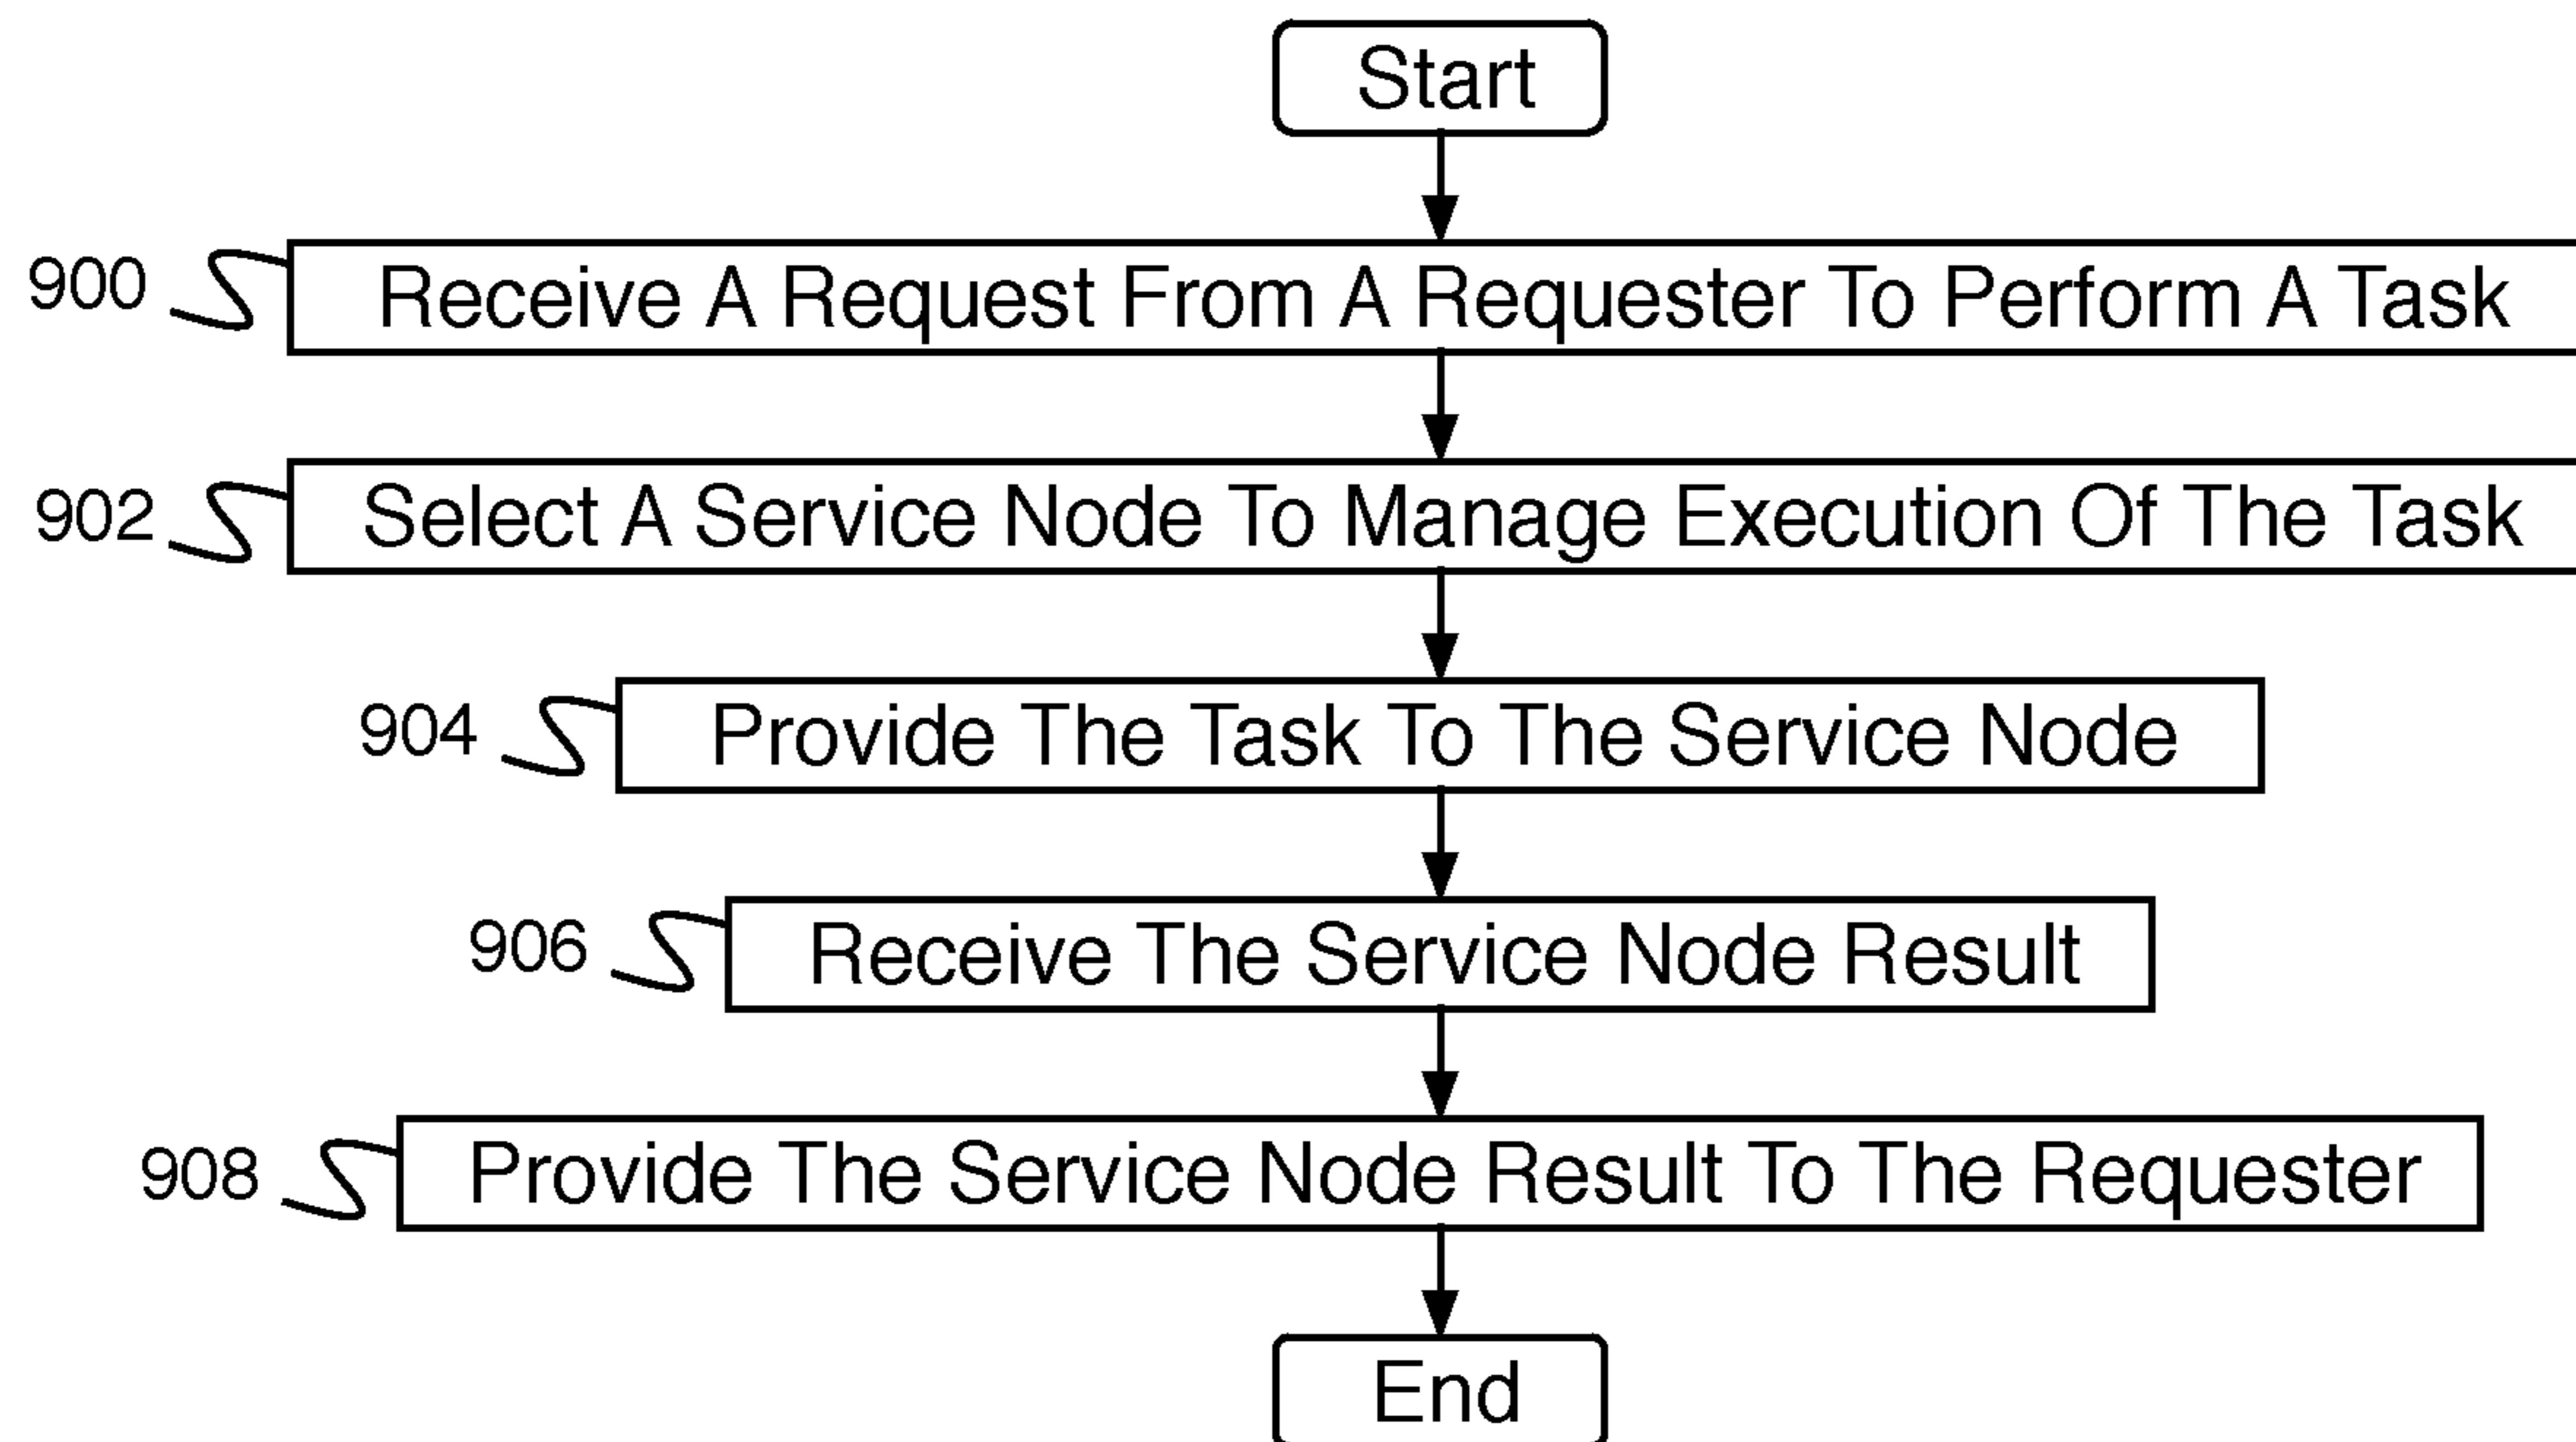 Start
900
Receive A Request From A Requester To Perform A Task
902
Select A Service Node To Manage Execution Of The Task
904
Provide The Task To The Service Node
906
Receive The Service Node Result
908
Provide The Service Node Result To The Requester
End